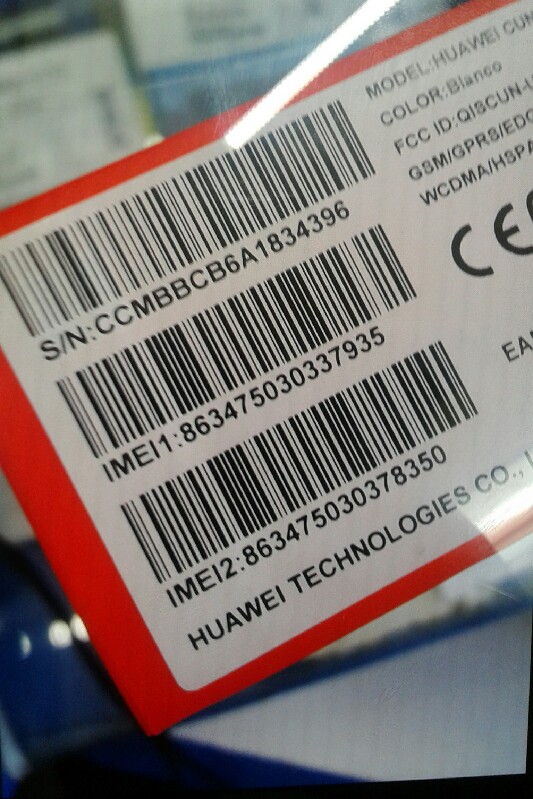 MODEL:HUAWEI CUN
COLOR:Blanco
FCC ID:QISCUN-
GSM/GPRS/EDG
WCDMA/HSPA
CE
S/N:CCMBBCB6A1834396
IMEI1:863475030337935
IMEI2:863475030378350
EA
HUAWEI TECHNOLOGIES CO.,